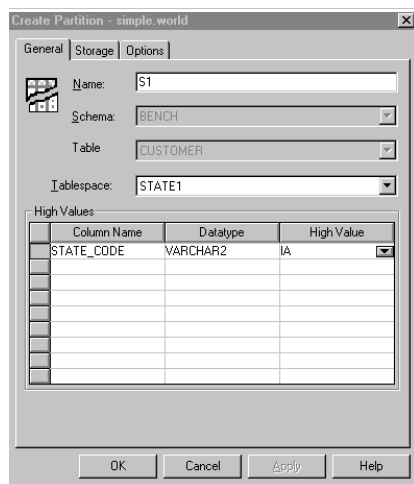 Create Partition - simple.world
General Storage Options
Name: S1
Schema: BENCH
Table CUSTOMER
Tablespace: STATE1
High Values
Column Name Datatype High Value
STATE_CODE VARCHAR2 IA
OK Cancel Apply Help